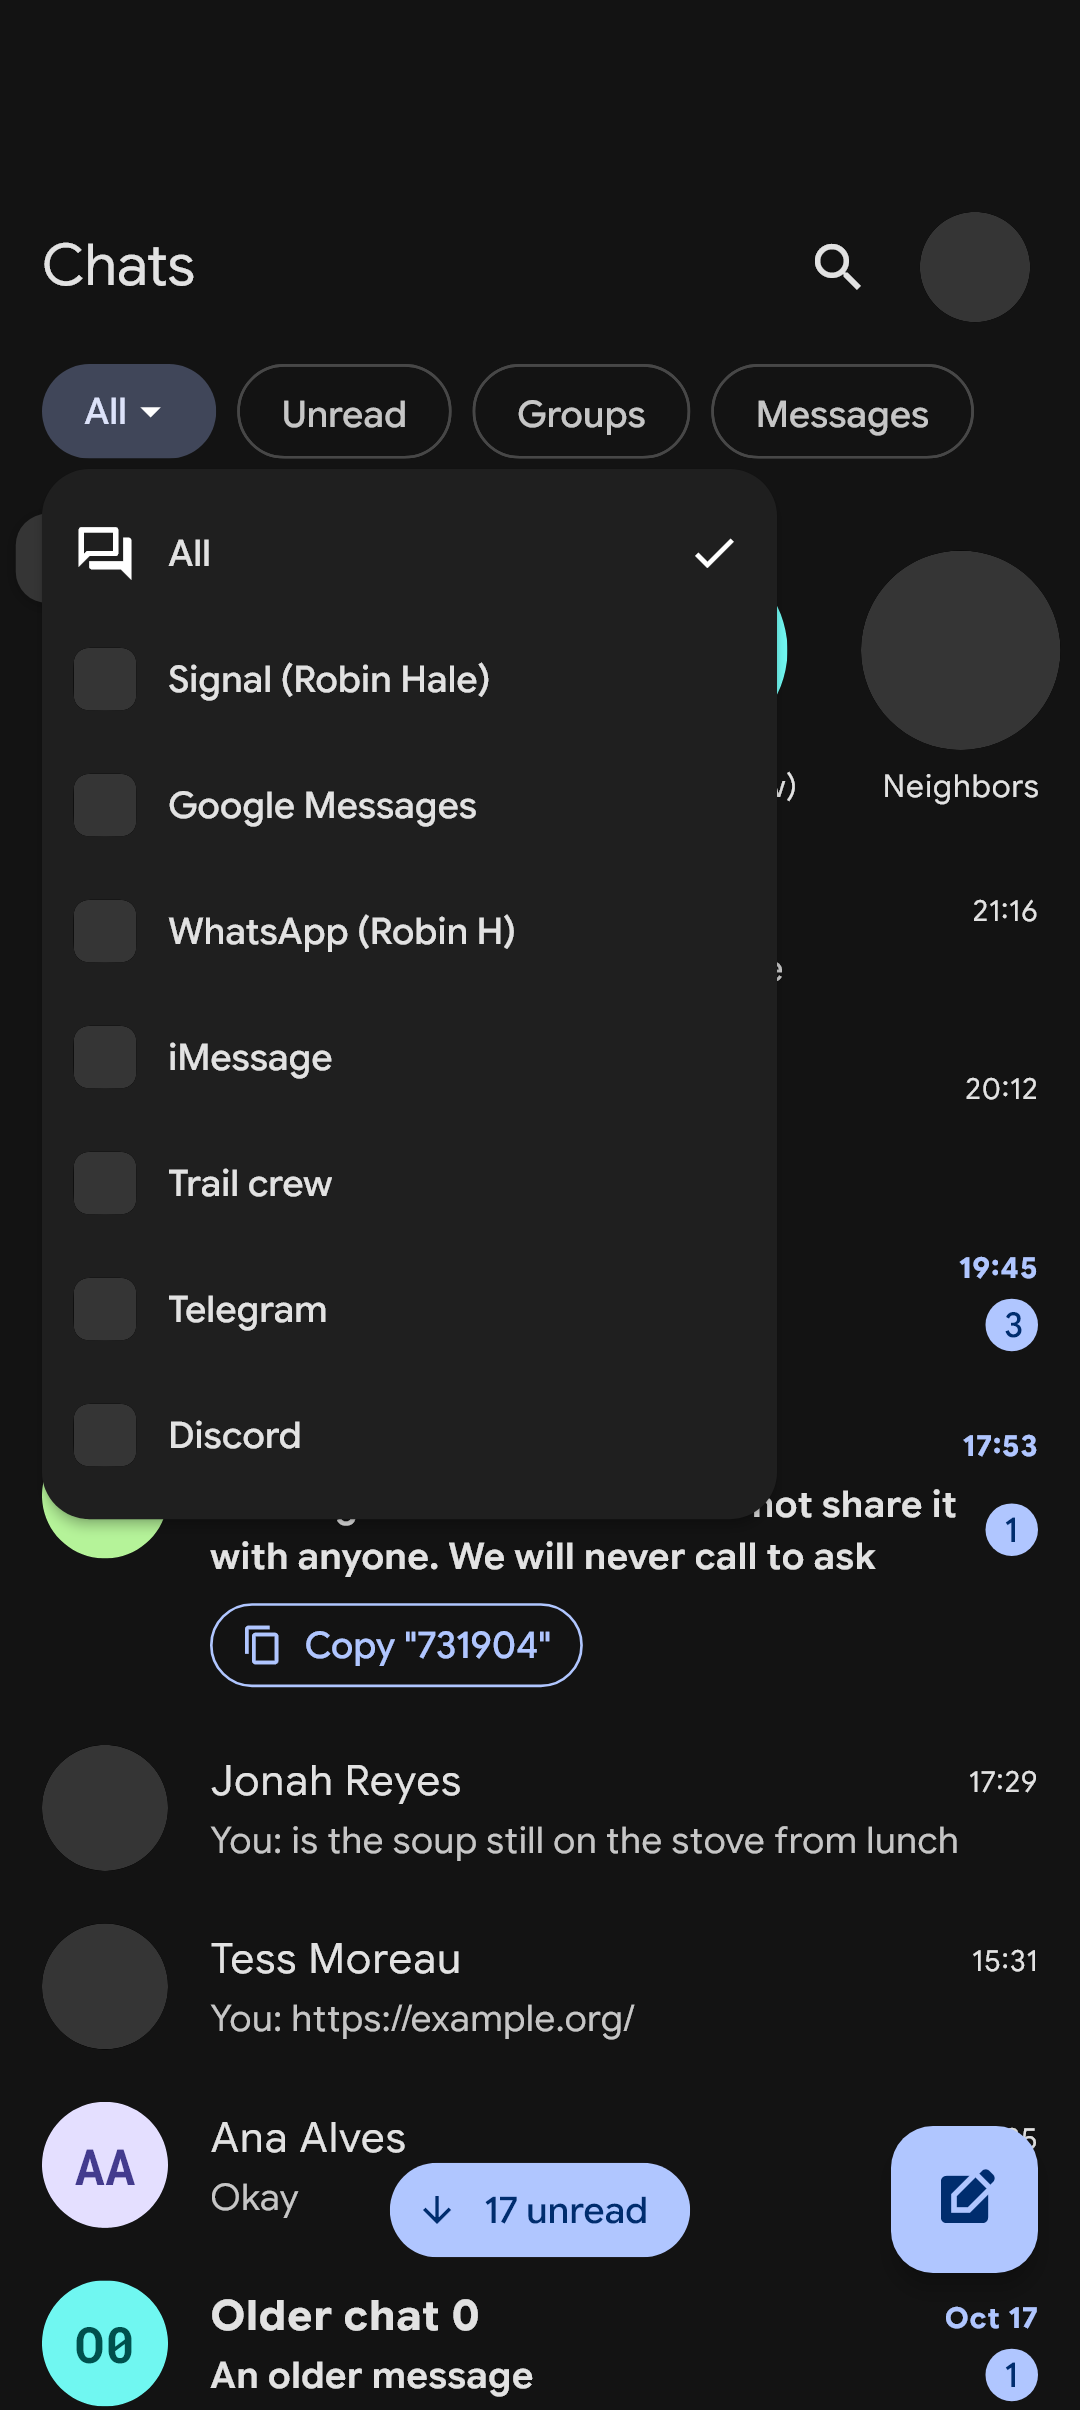 Chats
All
Unread
Groups
Messages
All
Signal (Robin Hale)
Google Messages
WhatsApp (Robin H)
iMessage
Trail crew
Telegram
Discord
Neighbors
21:16
20:12
19:45
3
17:53
not share it
with anyone. We will never call to ask
1
Copy "731904"
Jonah Reyes
17:29
You: is the soup still on the stove from lunch
Tess Moreau
15:31
You: https://example.org/
AA
Ana Alves
Okay
17 unread
O0
Older chat 0
Oct 17
An older message
1